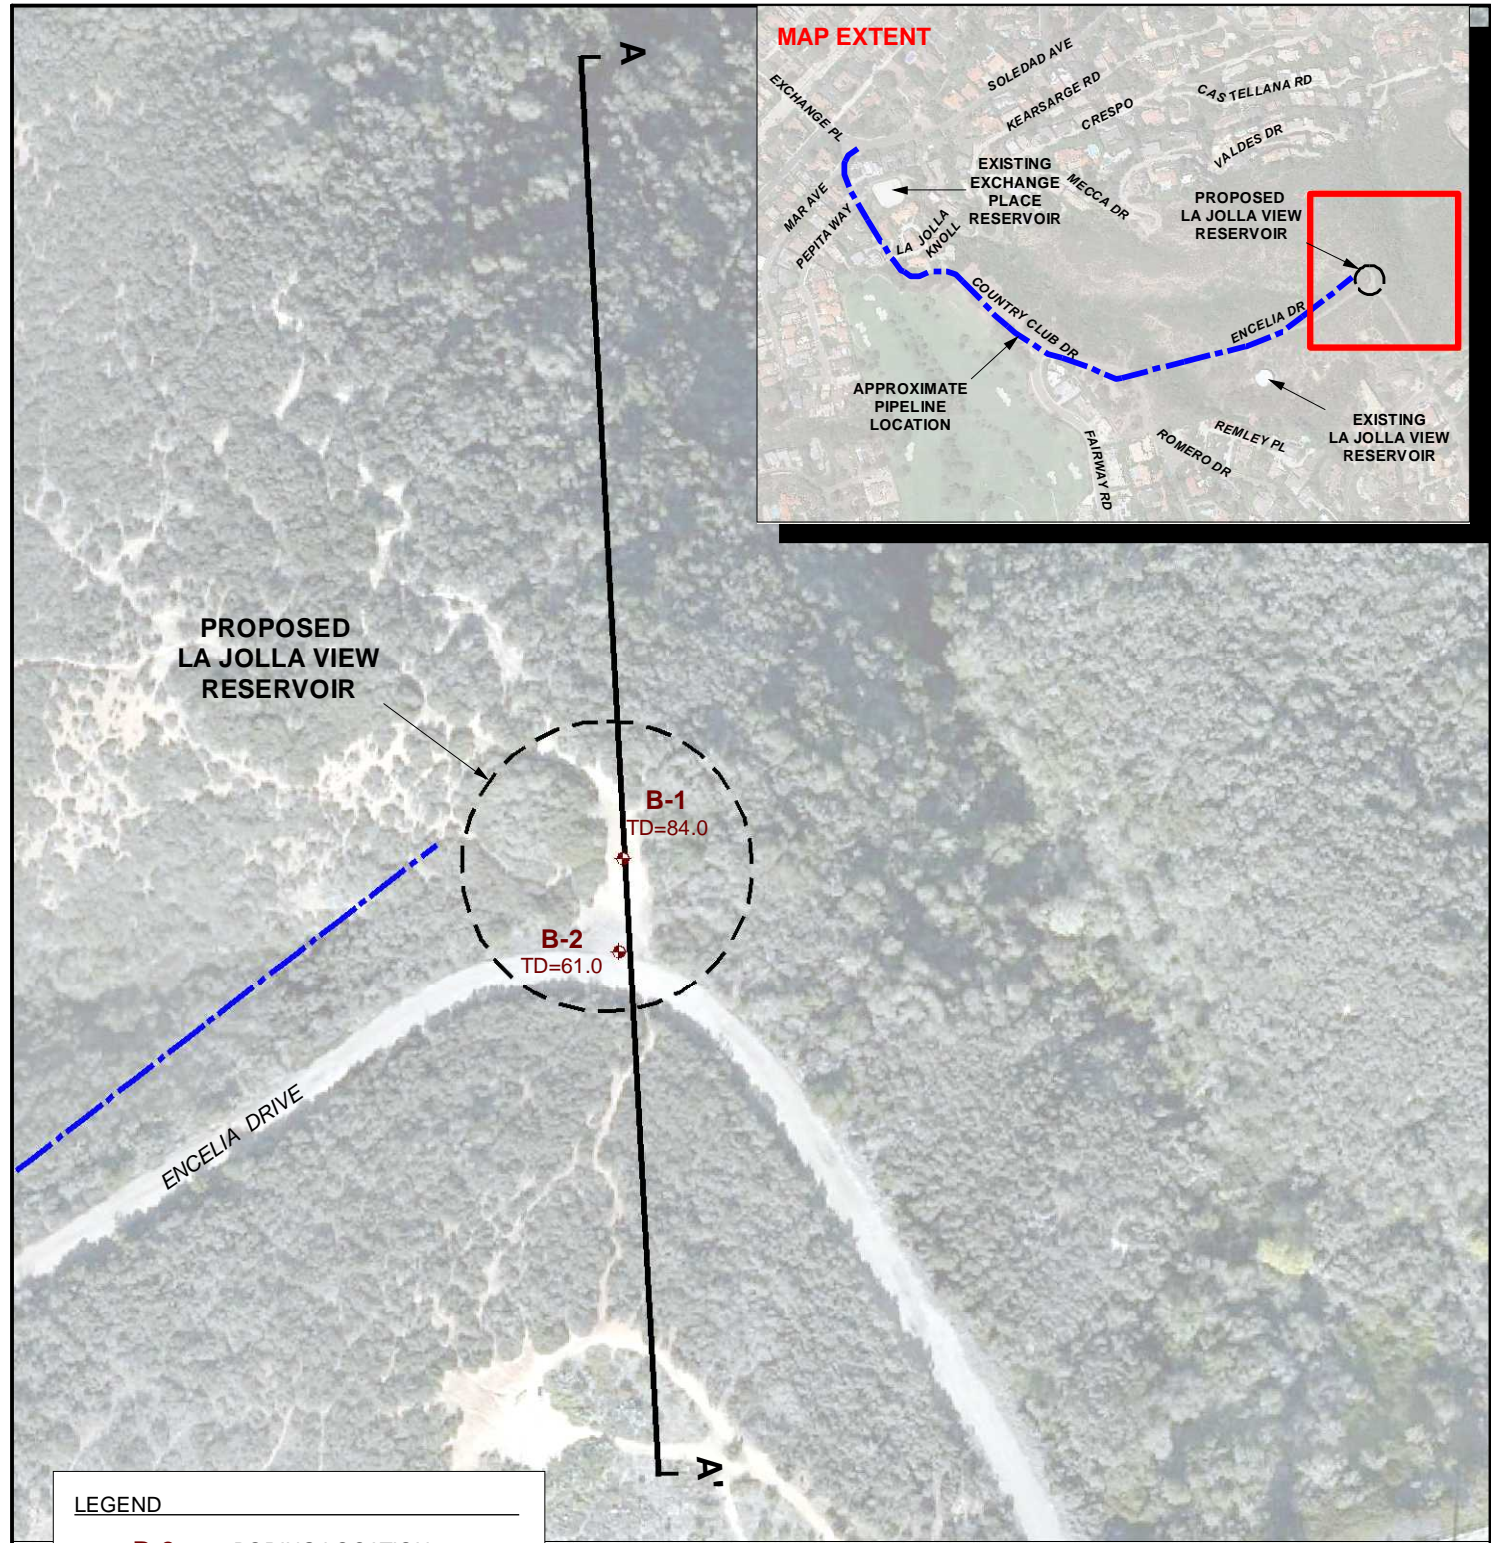 A
MAP EXTENT
SOLEDAD AVE
KEARSARGE RD
CRESPO
CASTELLANA RD
VALDES DR
EXCHANGE PL
MAR AVE
PEPITA WAY
EXISTING
EXCHANGE
PLACE
RESERVOIR
MECCA DR
LA JOLLA
KNOLL
PROPOSED
LA JOLLA VIEW
RESERVOIR
COUNTRY CLUB DR
ENCELIA DR
APPROXIMATE
PIPELINE
LOCATION
FAIRWAY RD
ROMERO DR
REMLEY PL
EXISTING
LA JOLLA VIEW
RESERVOIR
PROPOSED
LA JOLLA VIEW
RESERVOIR
B-1
TD=84.0
B-2
TD=61.0
ENCELIA DRIVE
A'
LEGEND